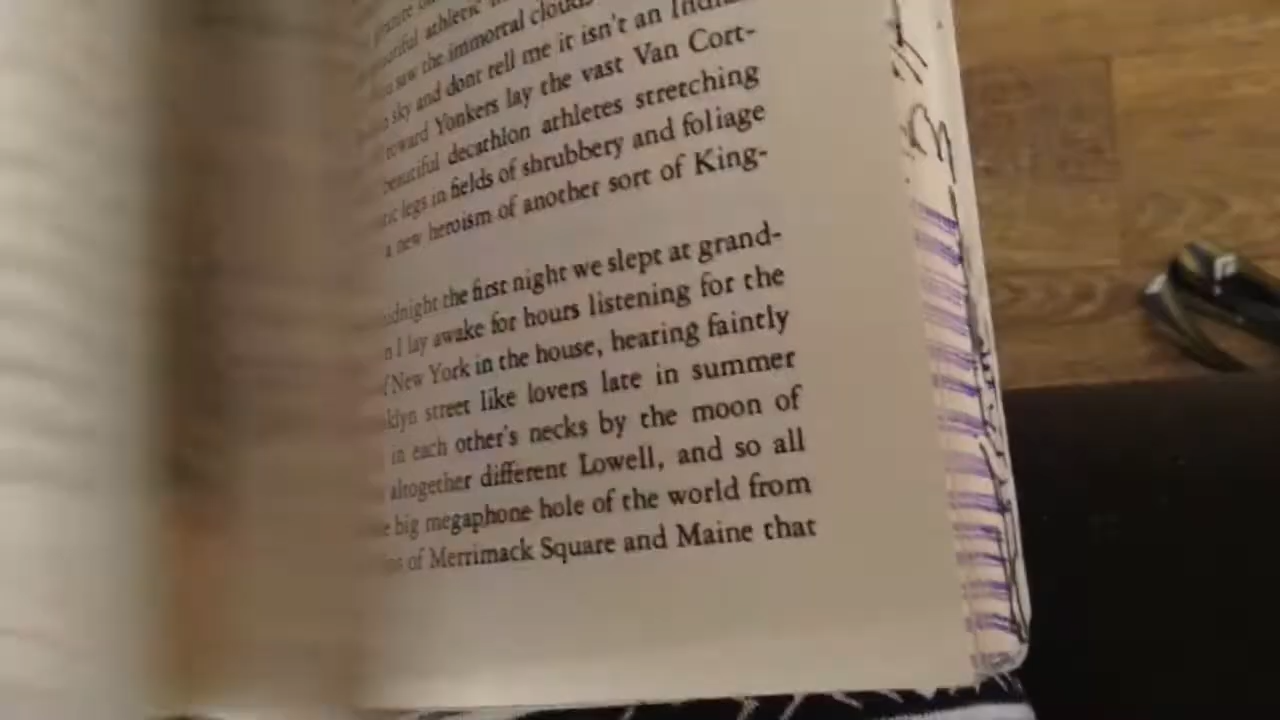 athletic
saw the immortal clouds
sky and dont tell me it isn't an
toward Yonkers lay the vast Van Cort-
beautiful decathlon athletes stretching
legs in fields of shrubbery and foliage
a new heroism of another sort of King-
the first night we slept at grand-
I lay awake for hours listening for the
New York in the house, hearing faintly
street like lovers late in summer
in each other's necks by the moon of
altogether different Lowell, and so all
big megaphone hole of the world from
of Merrimack Square and Maine that